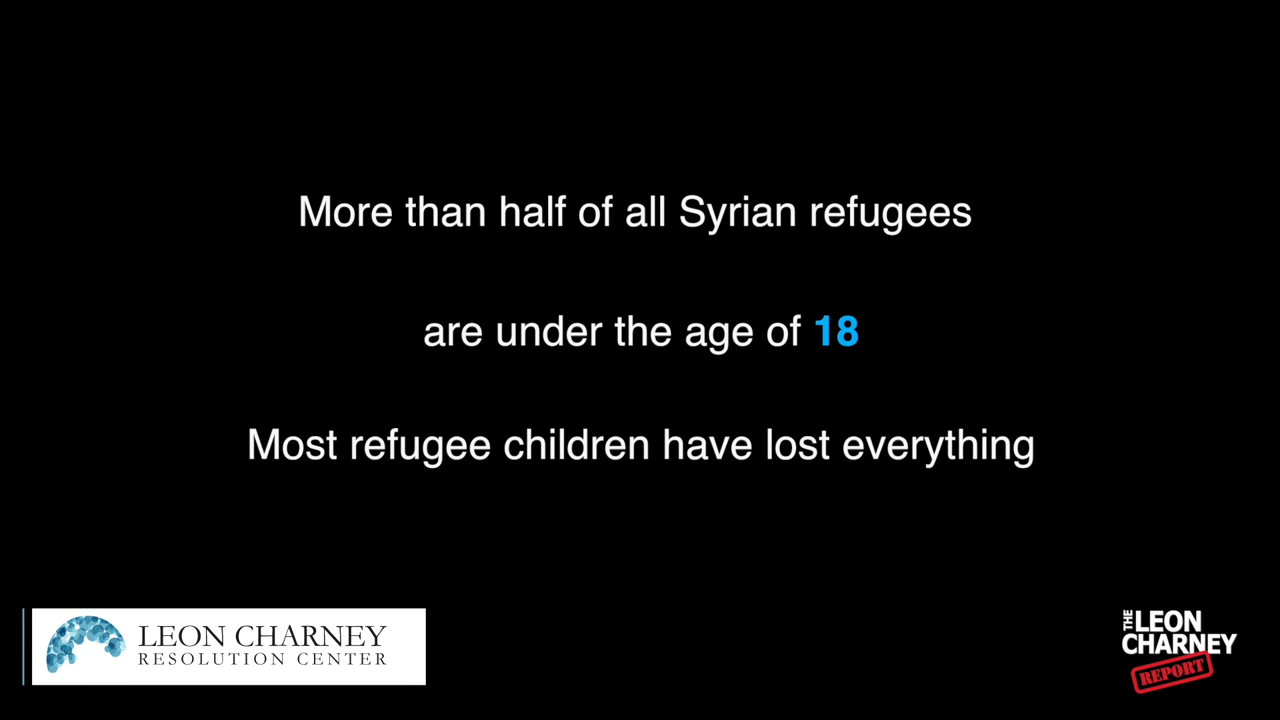 More than half of all Syrian refugees
are under the age of 18
Most refugee children have lost everything
LEON CHARNEY
RESOLUTION CENTER
THE
LEON
CHARNEY
REPORT